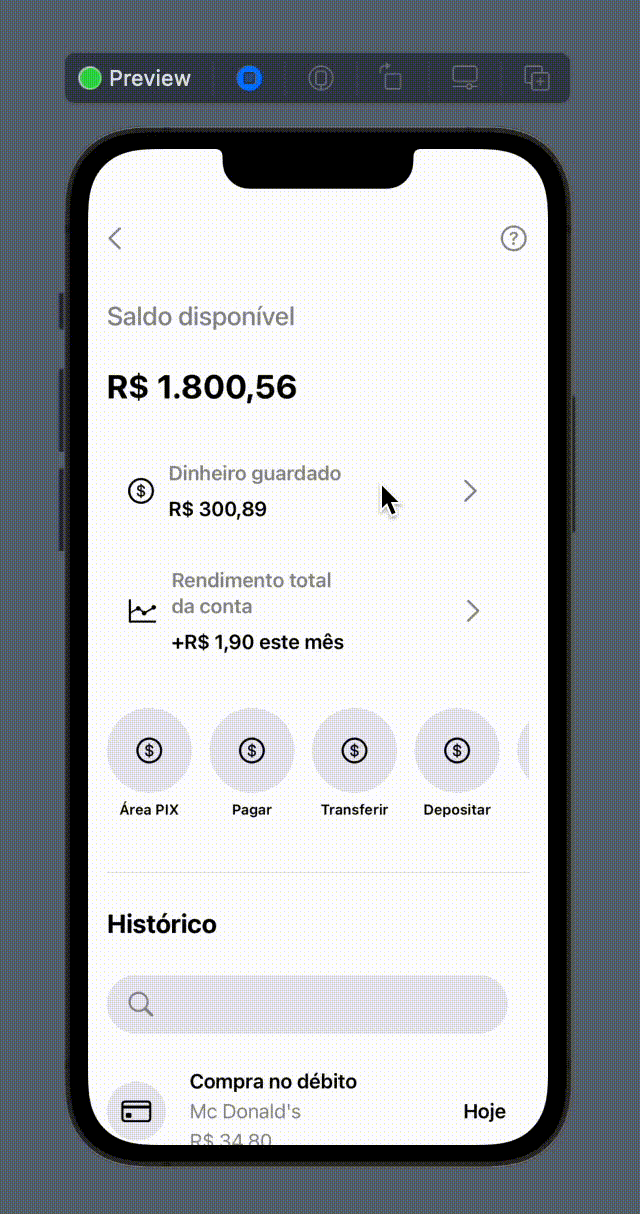 Preview
Saldo disponível
R$ 1.800,56
Dinheiro guardado
R$ 300,89
Rendimento total
da conta
+R$ 1,90 este mês
Área PIX
Pagar
Transferir
Depositar
Histórico
Compra no débito
Mc Donald's
Hoje
R$ 34,80